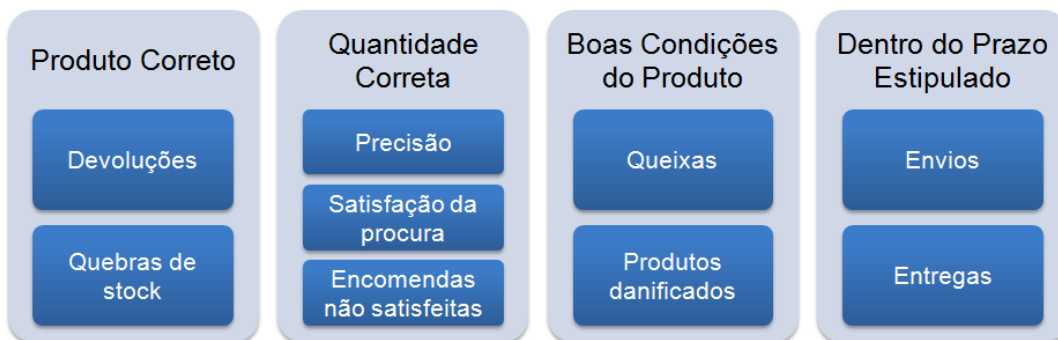 Produto Correto
Devoluções
Quebras de
stock
Quantidade
Correta
Precisão
Satisfação da
procura
Encomendas
não satisfeitas
Boas Condições
do Produto
Queixas
Produtos
danificados
Dentro do Prazo
Estipulado
Envios
Entregas